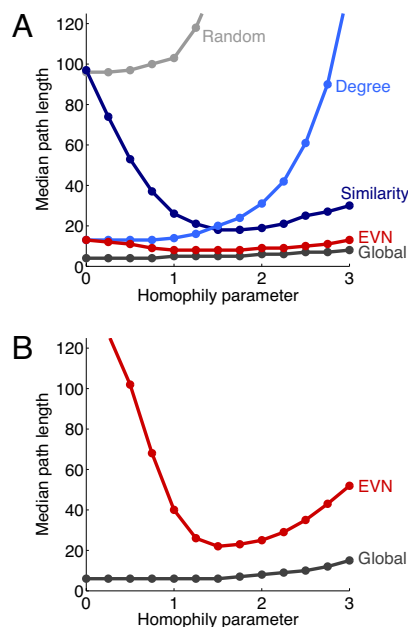 A
Median path length
120
100
80
60
40
20
0
Random
Degree
Similarity
EVN
Global
0
1
2
3
Homophily parameter
B
Median path length
120
100
80
60
40
20
0
EVN
Global
0
1
2
3
Homophily parameter